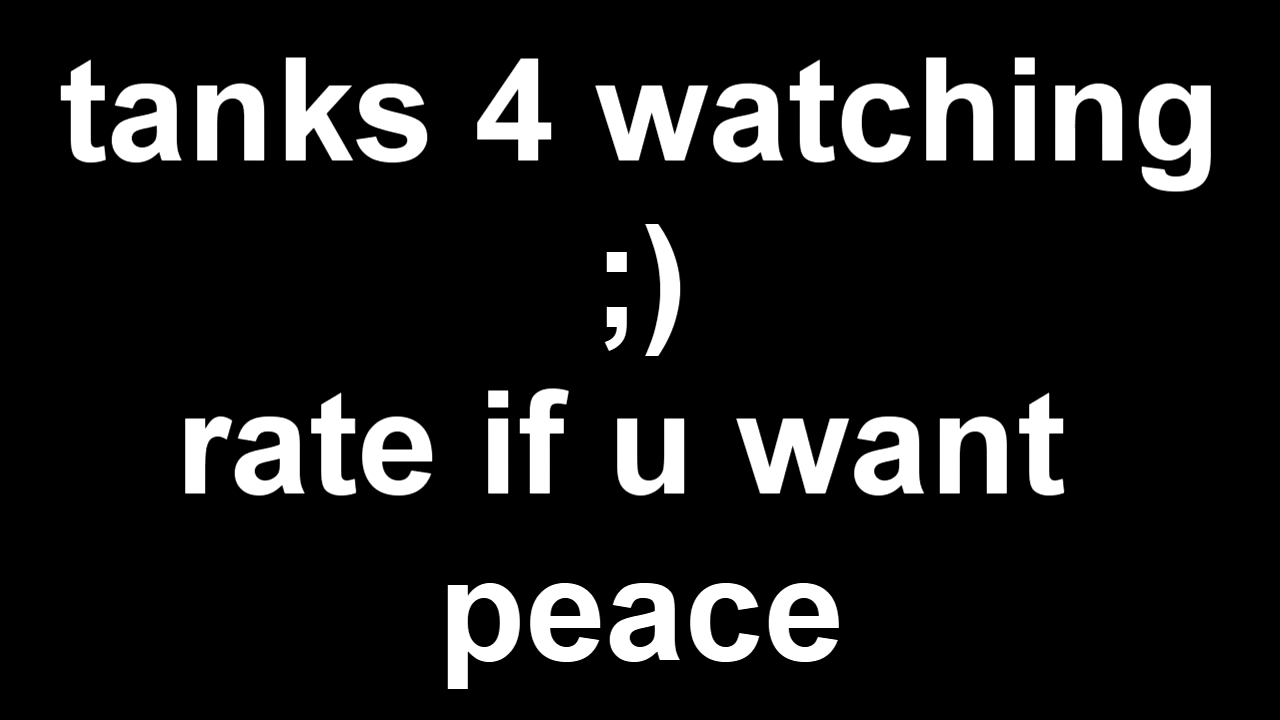 tanks 4 watching
;)
rate if u want
peace